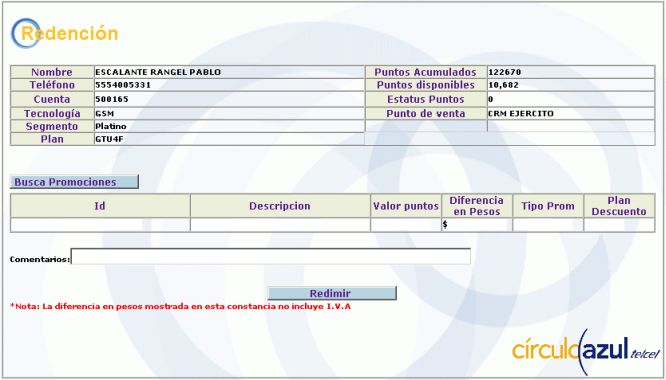 Redención
Nombre ESCALANTE RANGEL PABLO Puntos Acumulados 122670
Teléfono 5554005331 Puntos disponibles 10,682
Cuenta 500165 Estatus Puntos 0
Tecnología GSM Punto de venta CRM EJERCITO
Segmento Platino
Plan GTU4F
Busca Promociones
Id Descripcion Valor puntos Diferencia en Pesos Tipo Prom Plan Descuento
$
Comentarios:
Redimir
*Nota: La diferencia en pesos mostrada en esta constancia no incluye I.V.A
círculo azul telcel